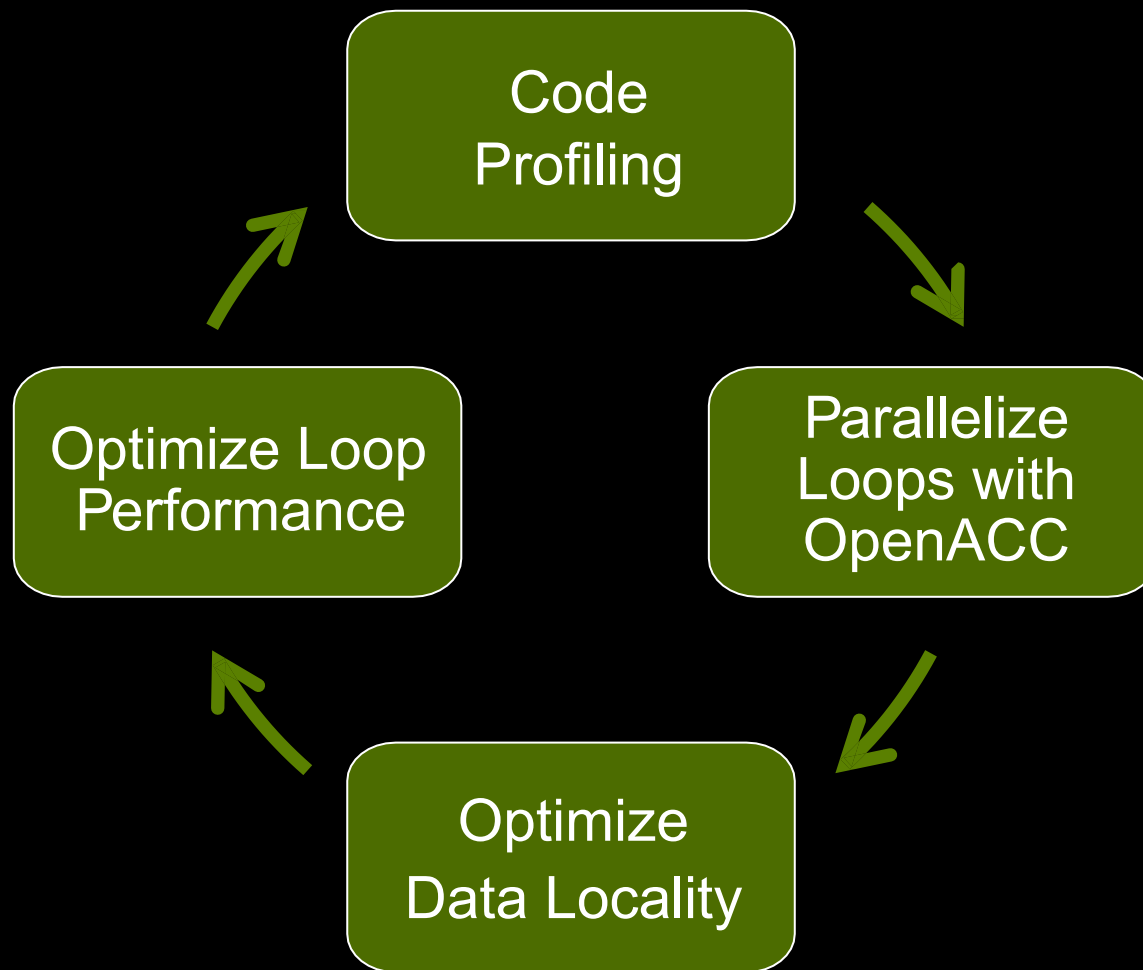 Code
Profiling
Optimize Loop
Performance
Parallelize
Loops with
OpenACC
Optimize
Data Locality